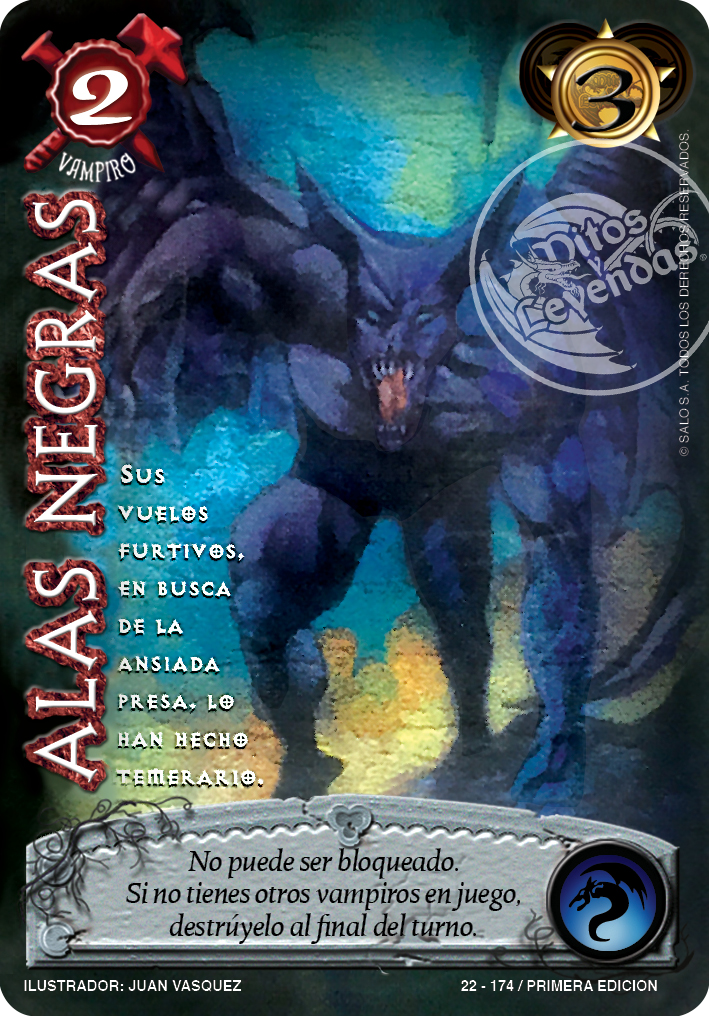 2
VAMPIRO
3
ALAS NEGRAS
Mitos
y
Leyendas
®
© SALO S.A. TODOS LOS DERECHOS RESERVADOS.
Sus
vuelos
furtivos,
en busca
de la
ansiada
presa, lo
han hecho
temerario.
No puede ser bloqueado.
Si no tienes otros vampiros en juego,
destrúyelo al final del turno.
ILUSTRADOR: JUAN VASQUEZ
22 - 174 / PRIMERA EDICION